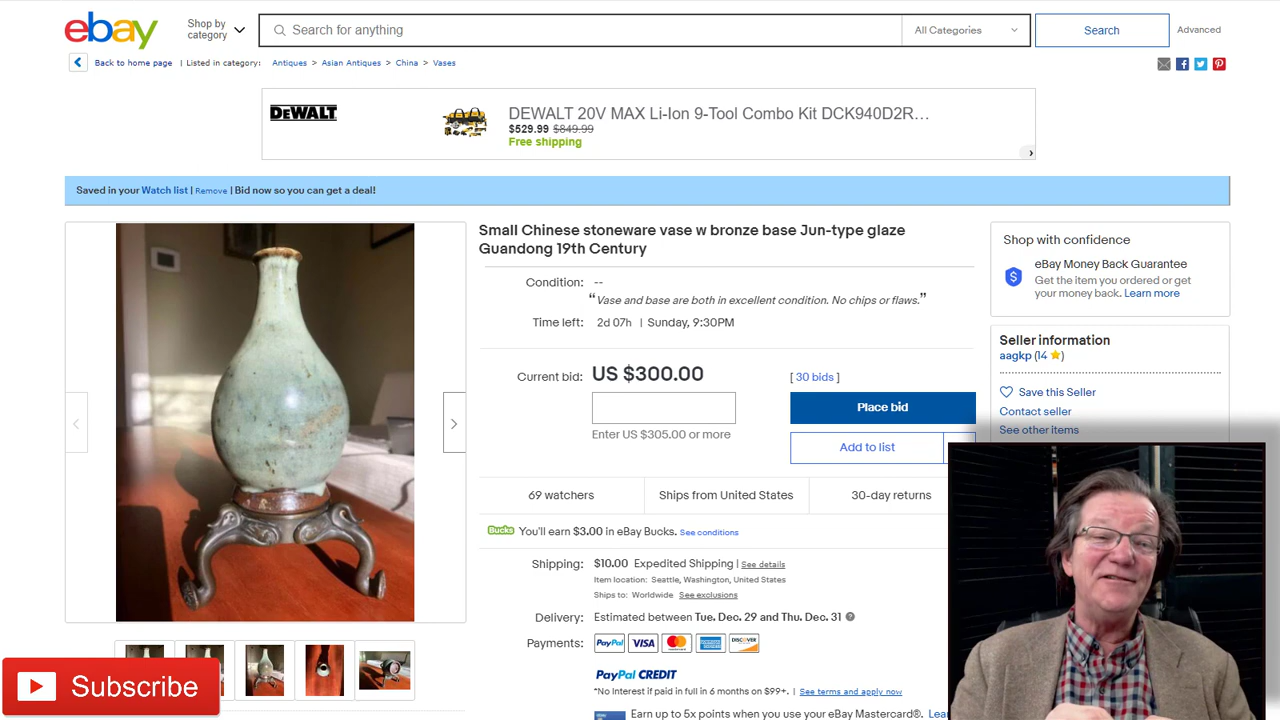 ebay
Shop by
category
Search for anything
All Categories
Search
Advanced
Back to home page | Listed in category: Antiques > Asian Antiques > China > Vases
DEWALT
DEWALT 20V MAX Li-Ion 9-Tool Combo Kit DCK940D2R...
$529.99 $849.99
Free shipping
Saved in your Watch list | Remove | Bid now so you can get a deal!
Small Chinese stoneware vase w bronze base Jun-type glaze
Guandong 19th Century
Condition: --
“Vase and base are both in excellent condition. No chips or flaws.”
Time left: 2d 07h | Sunday, 9:30PM
Current bid: US $300.00 [ 30 bids ]
Place bid
Enter US $305.00 or more
Add to list
69 watchers
Ships from United States
30-day returns
Bucks You'll earn $3.00 in eBay Bucks. See conditions
Shipping: $10.00 Expedited Shipping | See details
Item location: Seattle, Washington, United States
Ships to: Worldwide See exclusions
Delivery: Estimated between Tue. Dec. 29 and Thu. Dec. 31
Payments: PayPal VISA MasterCard AMERICAN EXPRESS DISCOVER
PayPal CREDIT
*No Interest if paid in full in 6 months on $99+. | See terms and apply now
Earn up to 5x points when you use your eBay Mastercard®.
Shop with confidence
eBay Money Back Guarantee
Get the item you ordered or get
your money back. Learn more
Seller information
aagkp (14)
Save this Seller
Contact seller
See other items
Subscribe